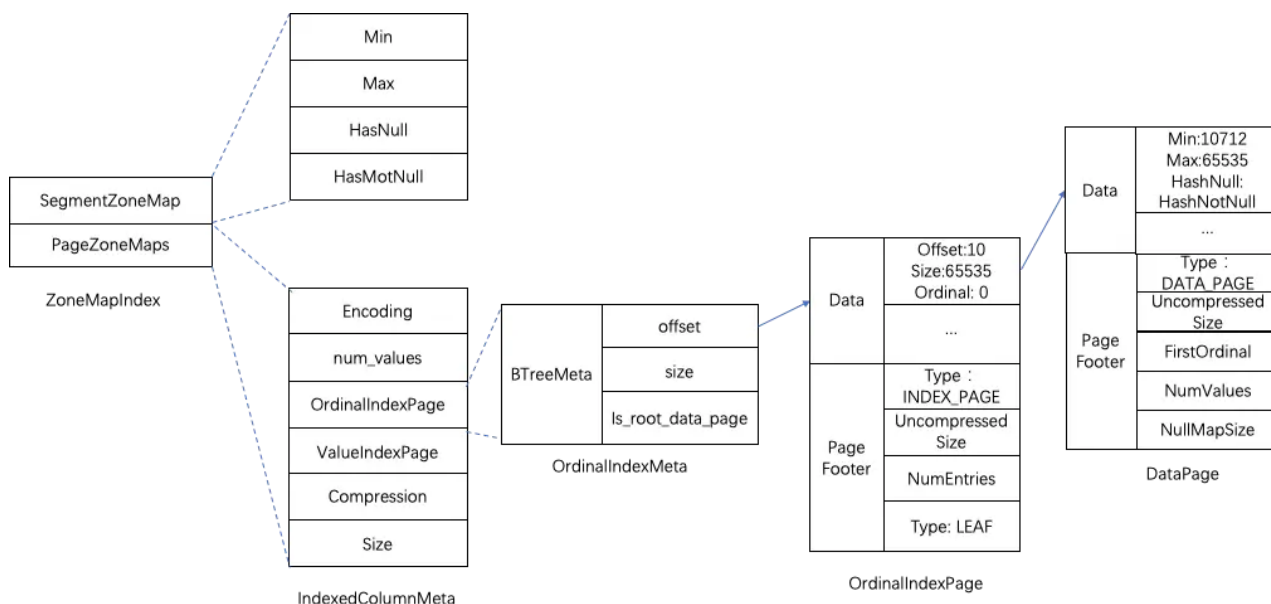 SegmentZoneMap
PageZoneMaps
ZoneMapIndex
Min
Max
HasNull
HasMotNull
Encoding
num_values
OrdinalIndexPage
ValueIndexPage
Compression
Size
IndexedColumnMeta
BTreeMeta
offset
size
Is_root_data_page
OrdinalIndexMeta
Data
Offset:10
Size:65535
Ordinal: 0
...
Page
Footer
Type：
INDEX_PAGE
Uncompressed
Size
NumEntries
Type: LEAF
OrdinalIndexPage
Data
Min:10712
Max:65535
HashNull:
HashNotNull
...
Page
Footer
Type：
DATA_PAGE
Uncompressed
Size
FirstOrdinal
NumValues
NullMapSize
DataPage